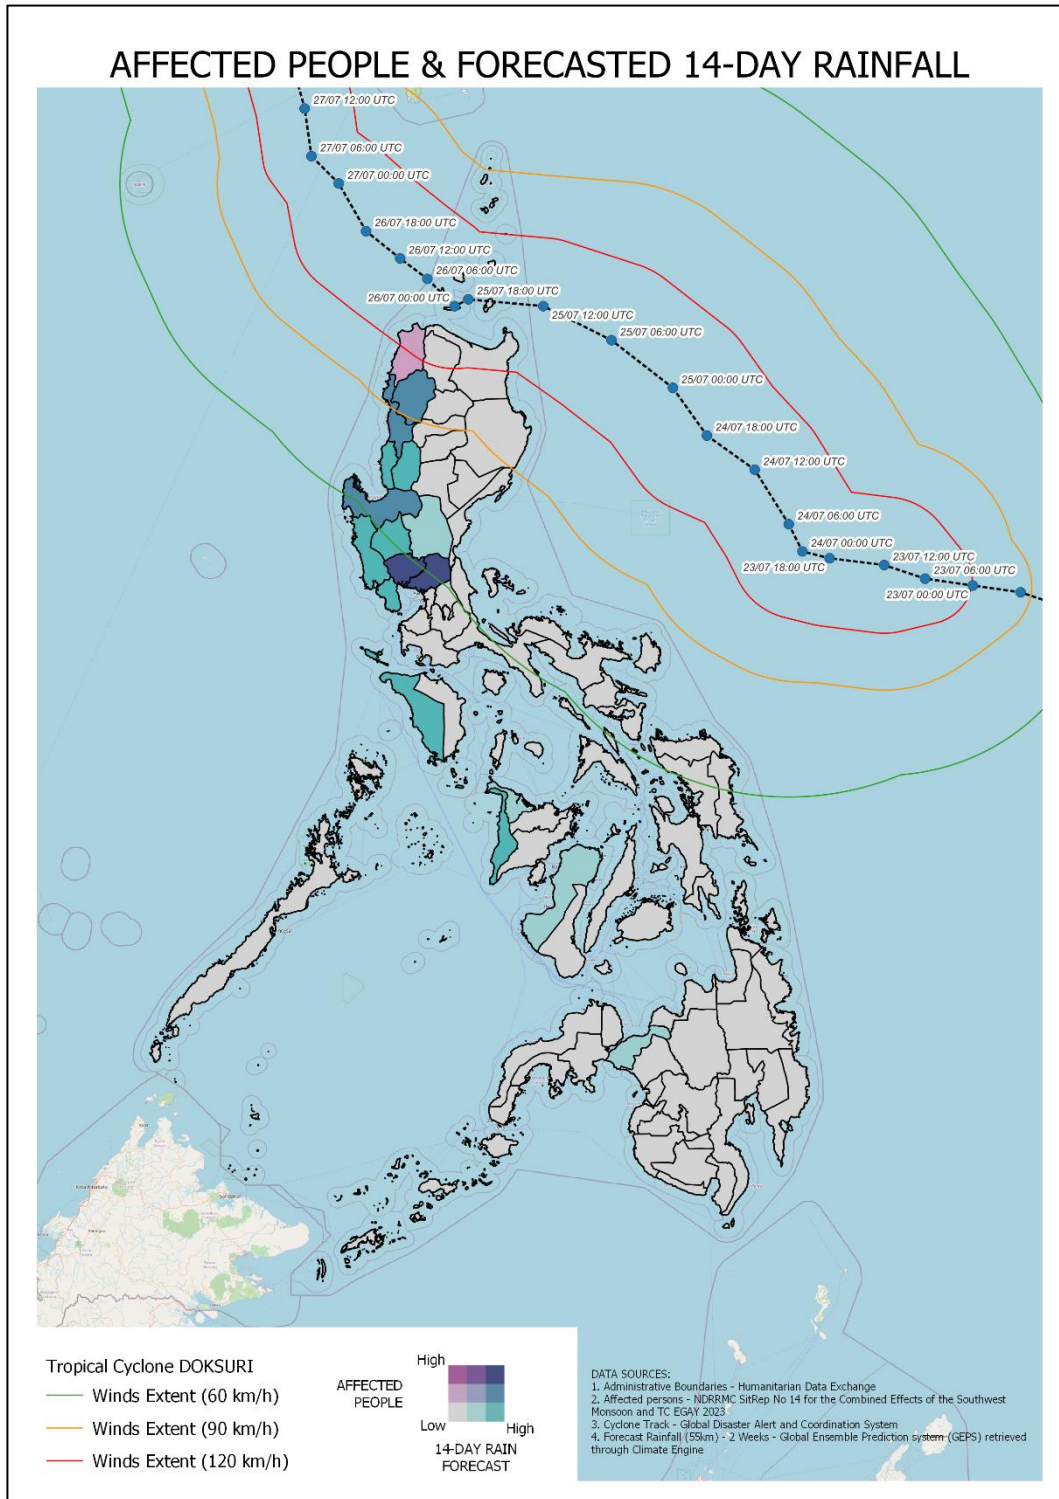 AFFECTED PEOPLE & FORECASTED 14-DAY RAINFALL
27/07 12:00 UTC
27/07 06:00 UTC
27/07 00:00 UTC
26/07 18:00 UTC
26/07 12:00 UTC
26/07 06:00 UTC
26/07 00:00 UTC
25/07 18:00 UTC
25/07 12:00 UTC
25/07 06:00 UTC
25/07 00:00 UTC
24/07 18:00 UTC
24/07 12:00 UTC
24/07 06:00 UTC
24/07 00:00 UTC
23/07 18:00 UTC
23/07 12:00 UTC
23/07 06:00 UTC
23/07 00:00 UTC
Tropical Cyclone DOKSURI
Winds Extent (60 km/h)
Winds Extent (90 km/h)
Winds Extent (120 km/h)
High
AFFECTED
PEOPLE
Low
High
14-DAY RAIN
FORECAST
DATA SOURCES:
1. Administrative Boundaries - Humanitarian Data Exchange
2. Affected persons - NDRRMC SitRep No 14 for the Combined Effects of the Southwest
Monsoon and TC EGAY 2023
3. Cyclone Track - Global Disaster Alert and Coordination System
4. Forecast Rainfall (55km) - 2 Weeks - Global Ensemble Prediction system (GEPS) retrieved
through Climate Engine